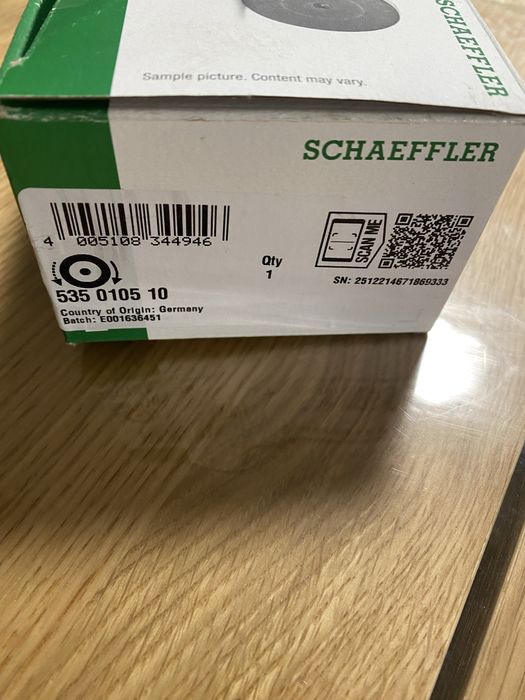 SCHAEFFLER
Sample picture. Content may vary.
SCHAEFFLER
4 005108 344946
SCAN ME
Qty
1
SN: 2512214671869333
535 0105 10
Country of Origin: Germany
Batch: E001636451